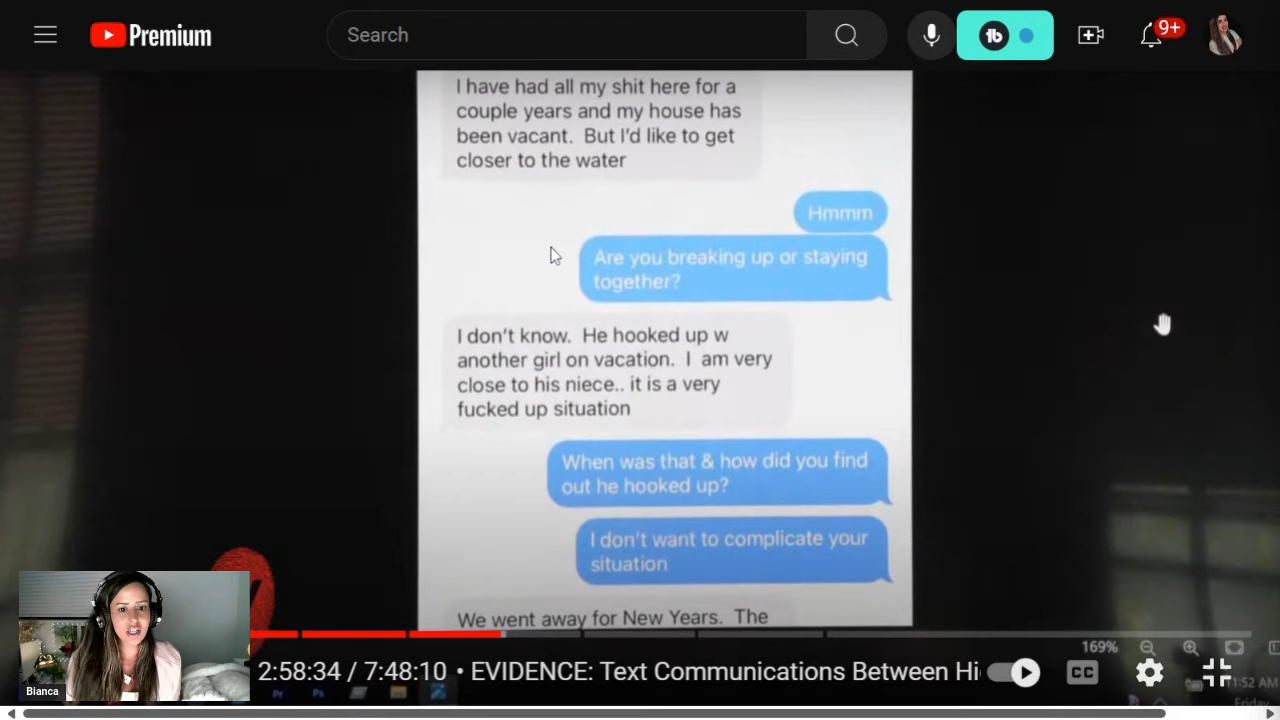 Premium
Search
9+
I have had all my shit here for a
couple years and my house has
been vacant. But I'd like to get
closer to the water
Hmmm
Are you breaking up or staying
together?
I don't know. He hooked up w
another girl on vacation. I am very
close to his niece.. it is a very
fucked up situation
When was that & how did you find
out he hooked up?
I don't want to complicate your
situation
We went away for New Years. The
169%
2:58:34 / 7:48:10 • EVIDENCE: Text Communications Between Hi
CC
Bianca
11:52 AM
Friday